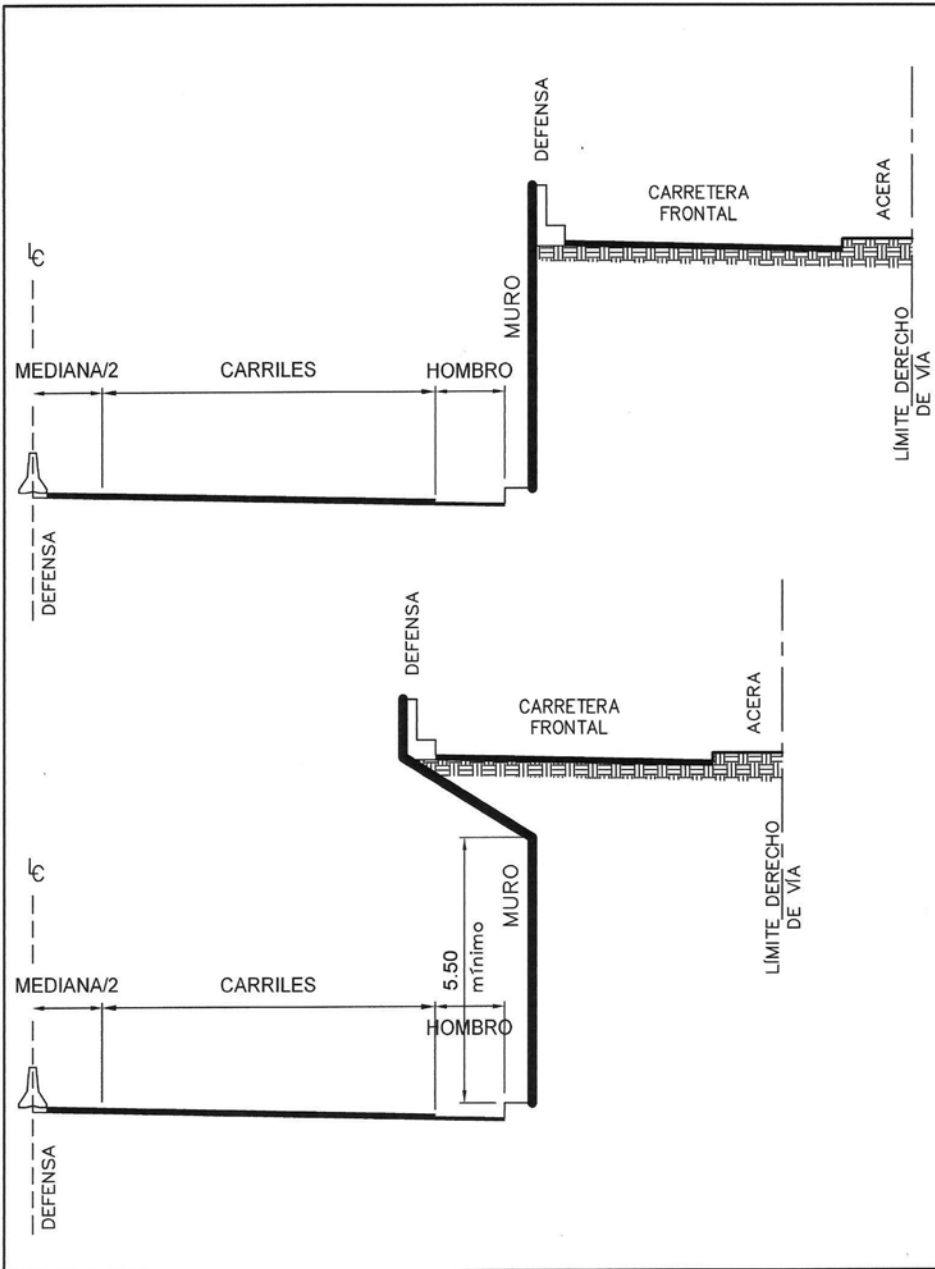 ℄
MEDIANA/2
CARRILES
HOMBRO
DEFENSA
MURO
DEFENSA
CARRETERA
FRONTAL
ACERA
LÍMITE DERECHO
DE VÍA
℄
MEDIANA/2
CARRILES
HOMBRO
DEFENSA
5.50
mínimo
MURO
DEFENSA
CARRETERA
FRONTAL
ACERA
LÍMITE DERECHO
DE VÍA